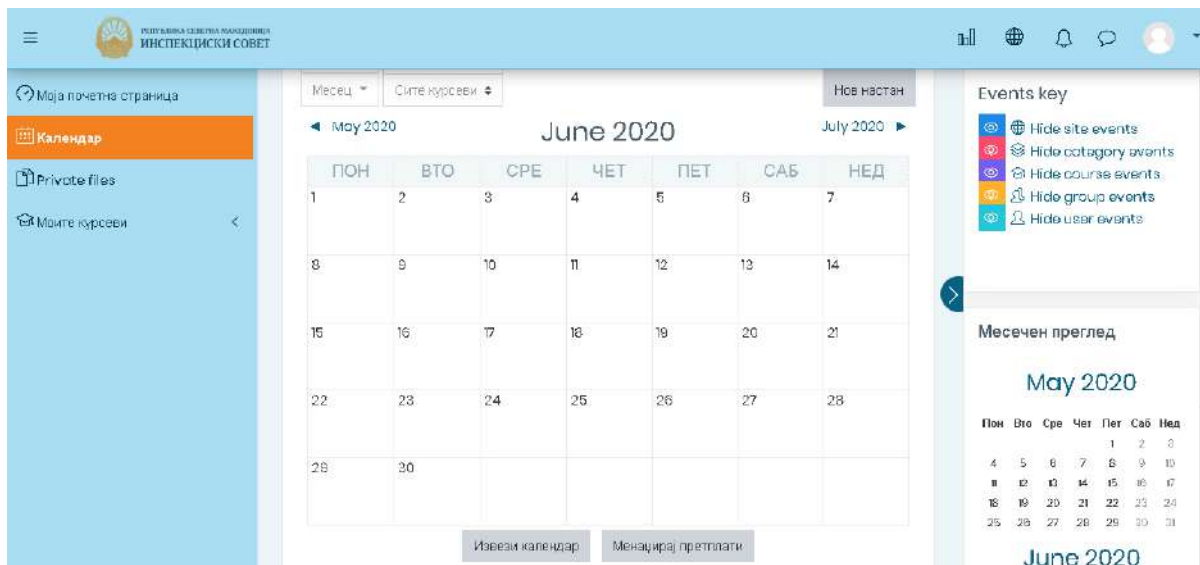 РЕПУБЛИКА СЕВЕРНА МАКЕДОНИЈА
ИНСПЕКЦИСКИ СОВЕТ
Моја почетна страница
Календар
Private files
Моите курсеви
Месец
Сите курсеви
Нов настан
May 2020
June 2020
July 2020
ПОН ВТО СРЕ ЧЕТ ПЕТ САБ НЕД
1 2 3 4 5 6 7
8 9 10 11 12 13 14
15 16 17 18 19 20 21
22 23 24 25 26 27 28
29 30
Извези календар
Менаџирај претплати
Events key
Hide site events
Hide category events
Hide course events
Hide group events
Hide user events
Месечен преглед
May 2020
Пон Вто Сре Чет Пет Саб Нед
1 2 3
4 5 6 7 8 9 10
11 12 13 14 15 16 17
18 19 20 21 22 23 24
25 26 27 28 29 30 31
June 2020